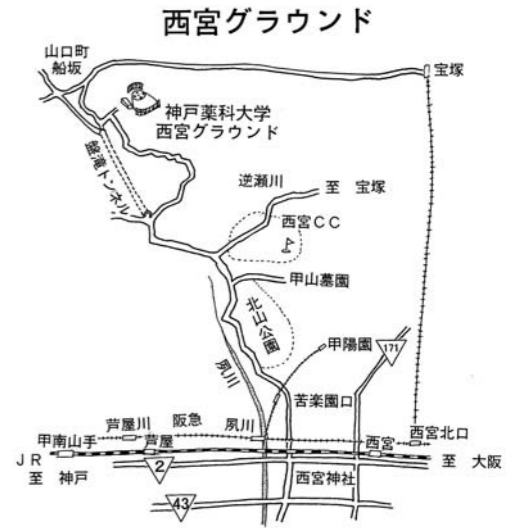 西宮グラウンド
山口町
船坂
宝塚
神戸薬科大学
西宮グラウンド
盤滝トンネル
逆瀬川
至 宝塚
西宮CC
甲山墓園
北山公園
夙川
甲陽園
171
苦楽園口
芦屋川
阪急
夙川
西宮北口
甲南山手
芦屋
西宮
JR
至 神戸
2
西宮神社
至 大阪
43